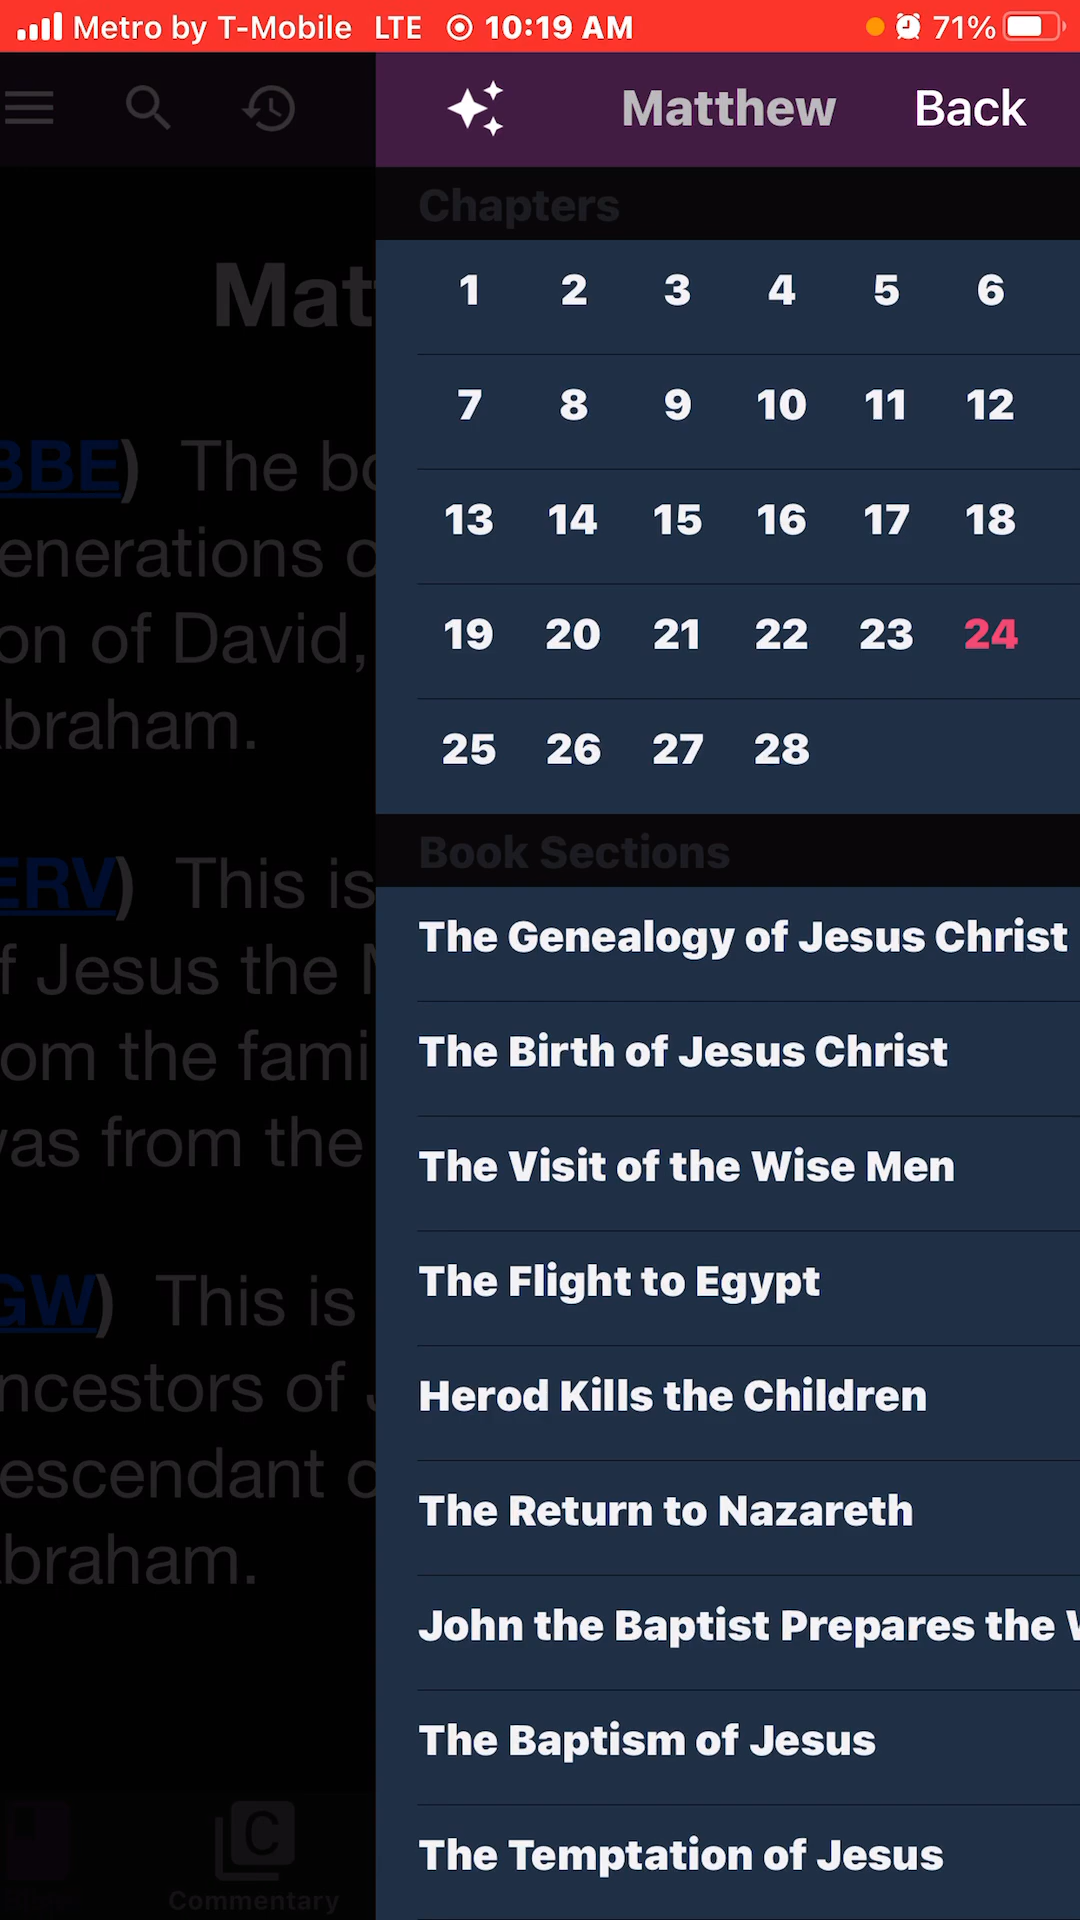 Metro by T-Mobile LTE 10:19 AM 71%
Matthew Back
Chapters
1 2 3 4 5 6
7 8 9 10 11 12
13 14 15 16 17 18
19 20 21 22 23 24
25 26 27 28
Book Sections
The Genealogy of Jesus Christ
The Birth of Jesus Christ
The Visit of the Wise Men
The Flight to Egypt
Herod Kills the Children
The Return to Nazareth
John the Baptist Prepares the
The Baptism of Jesus
The Temptation of Jesus
Mat
BBE) The bo
enerations o
on of David,
braham.
ERV) This is
f Jesus the
om the fami
as from the
GW) This is
ncestors of
escendant o
braham.
C
Commentary